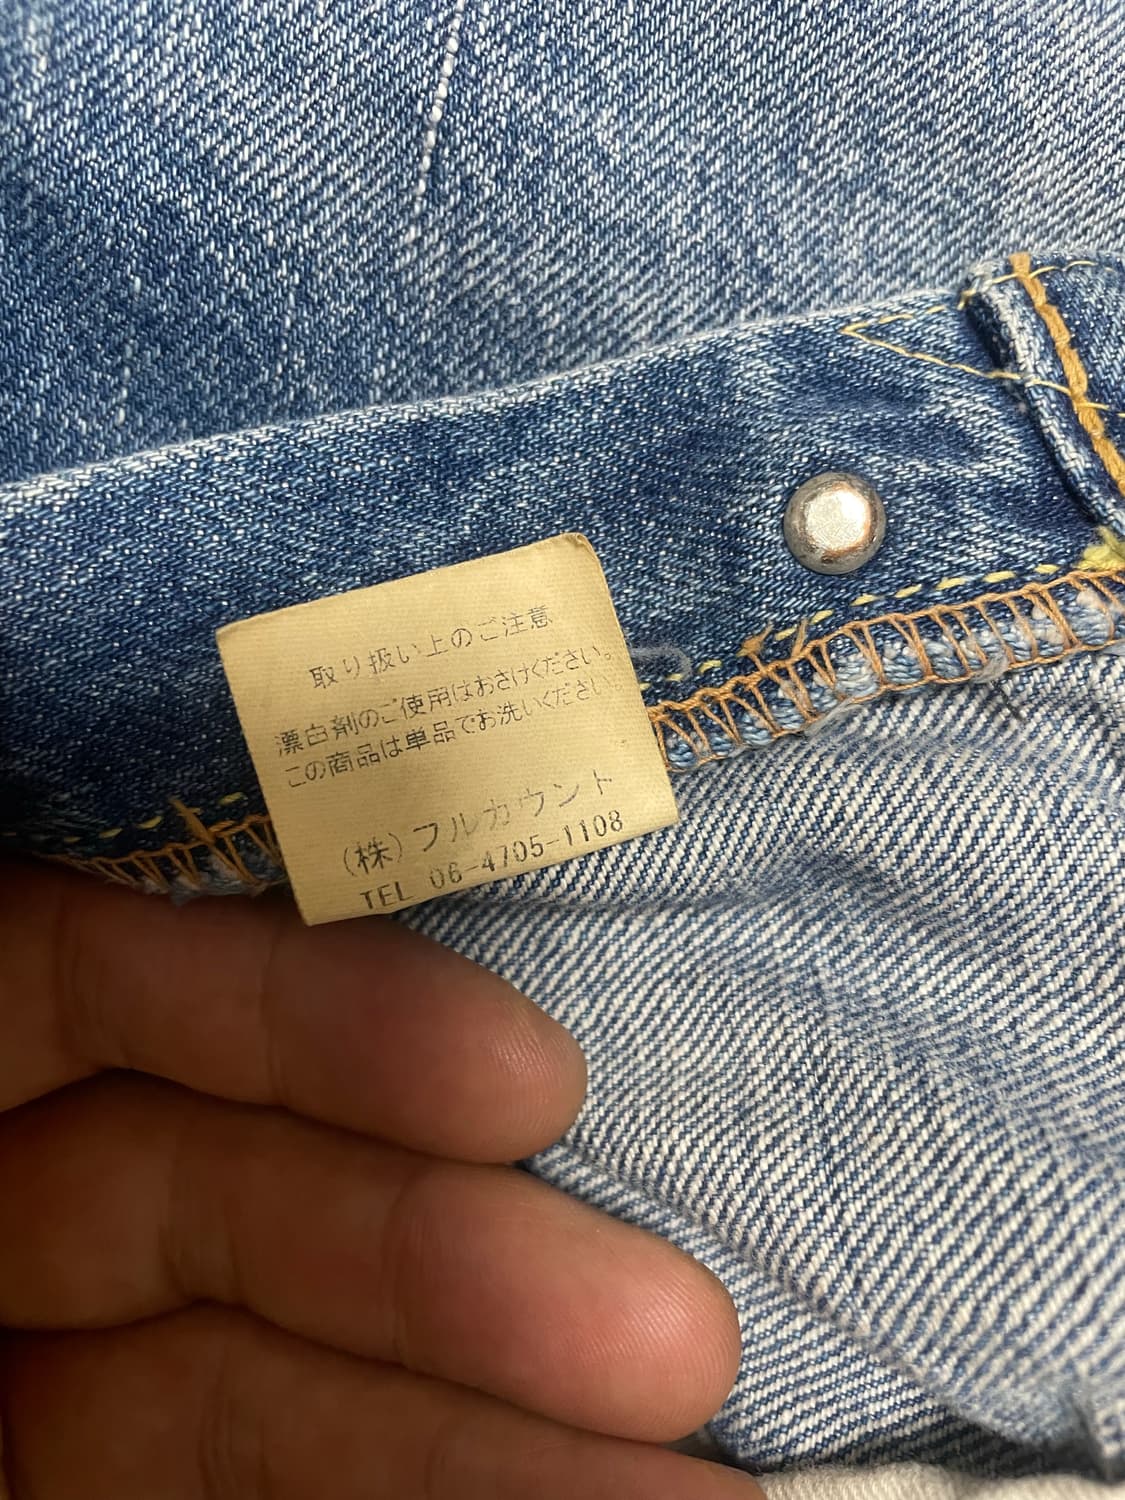 取り扱い上のご注意
漂白剤のご使用はおさけください。
この商品は単品でお洗いください。
(株)フルカウント
TEL 06-4705-1108